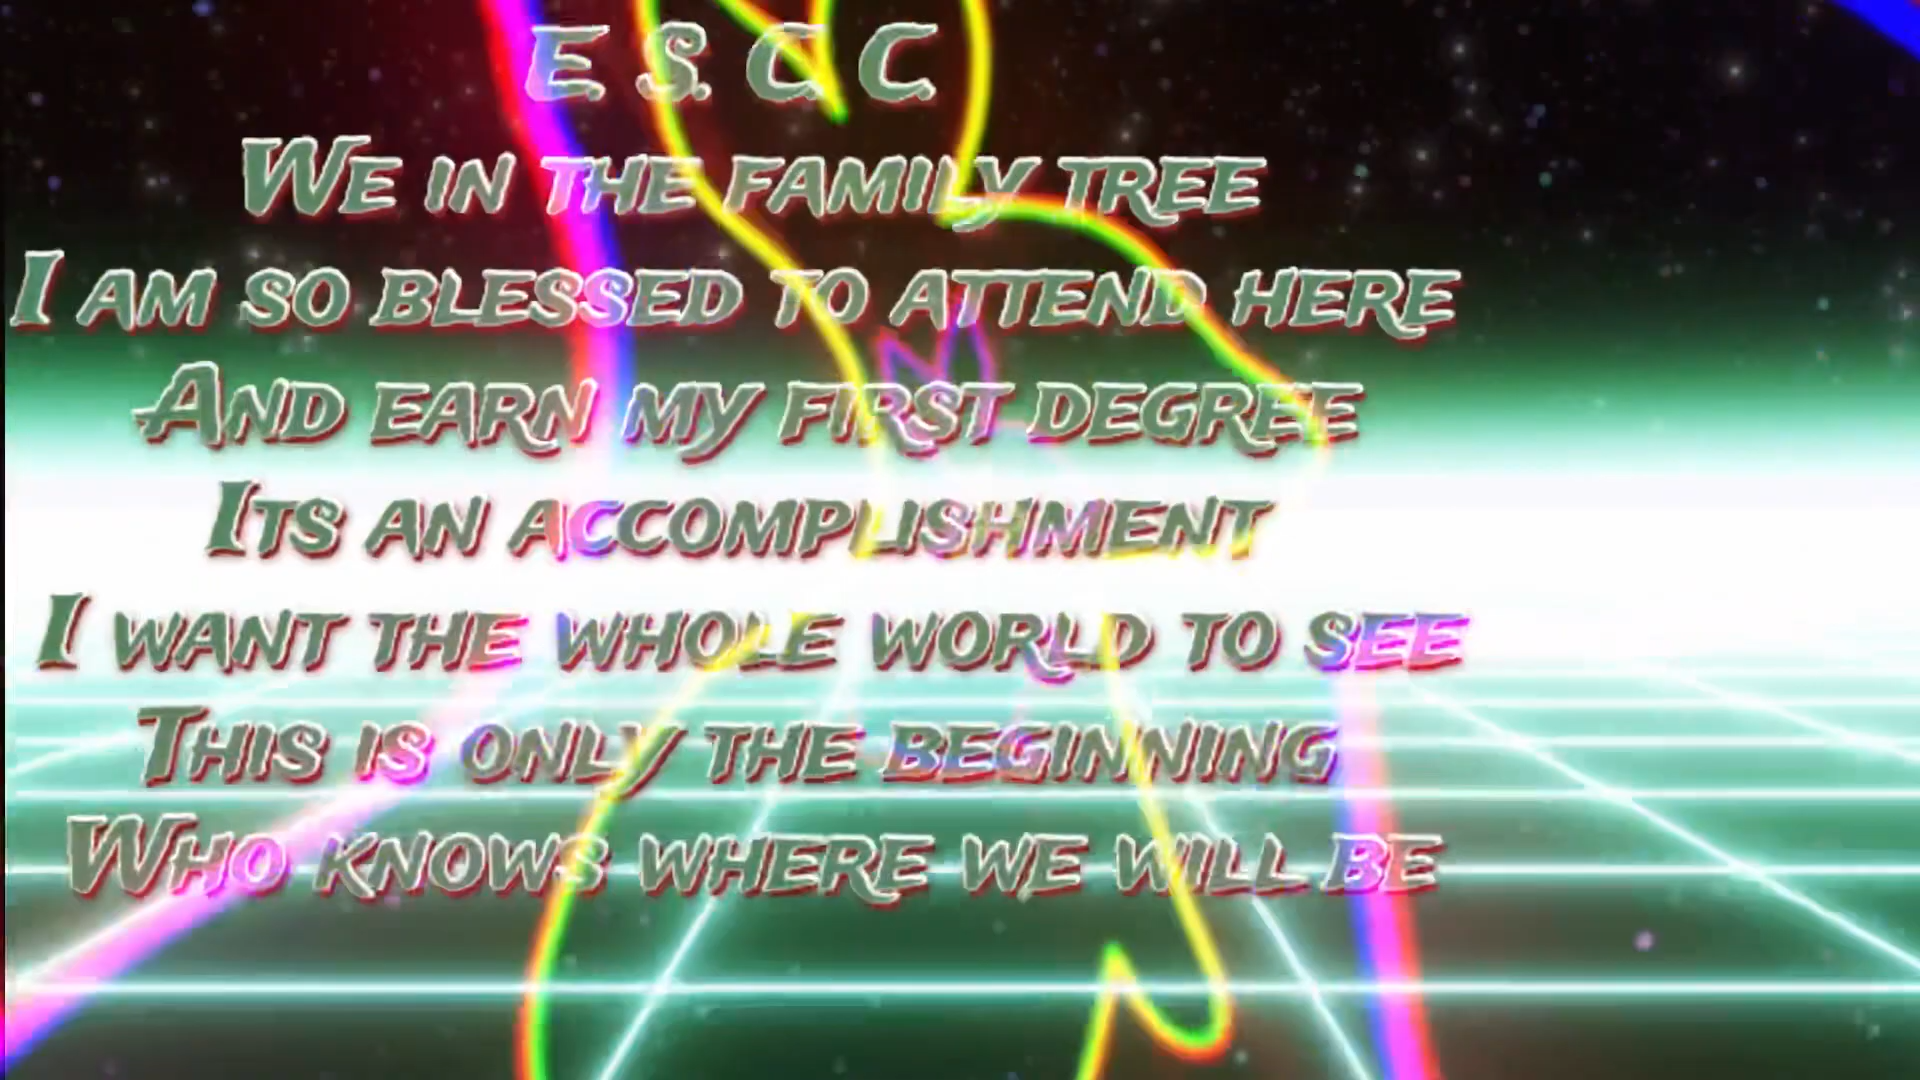 E. S. C. C.
We in the family tree
I am so blessed to attend here
And earn my first degree
Its an accomplishment
I want the whole world to see
This is only the beginning
Who knows where we will be